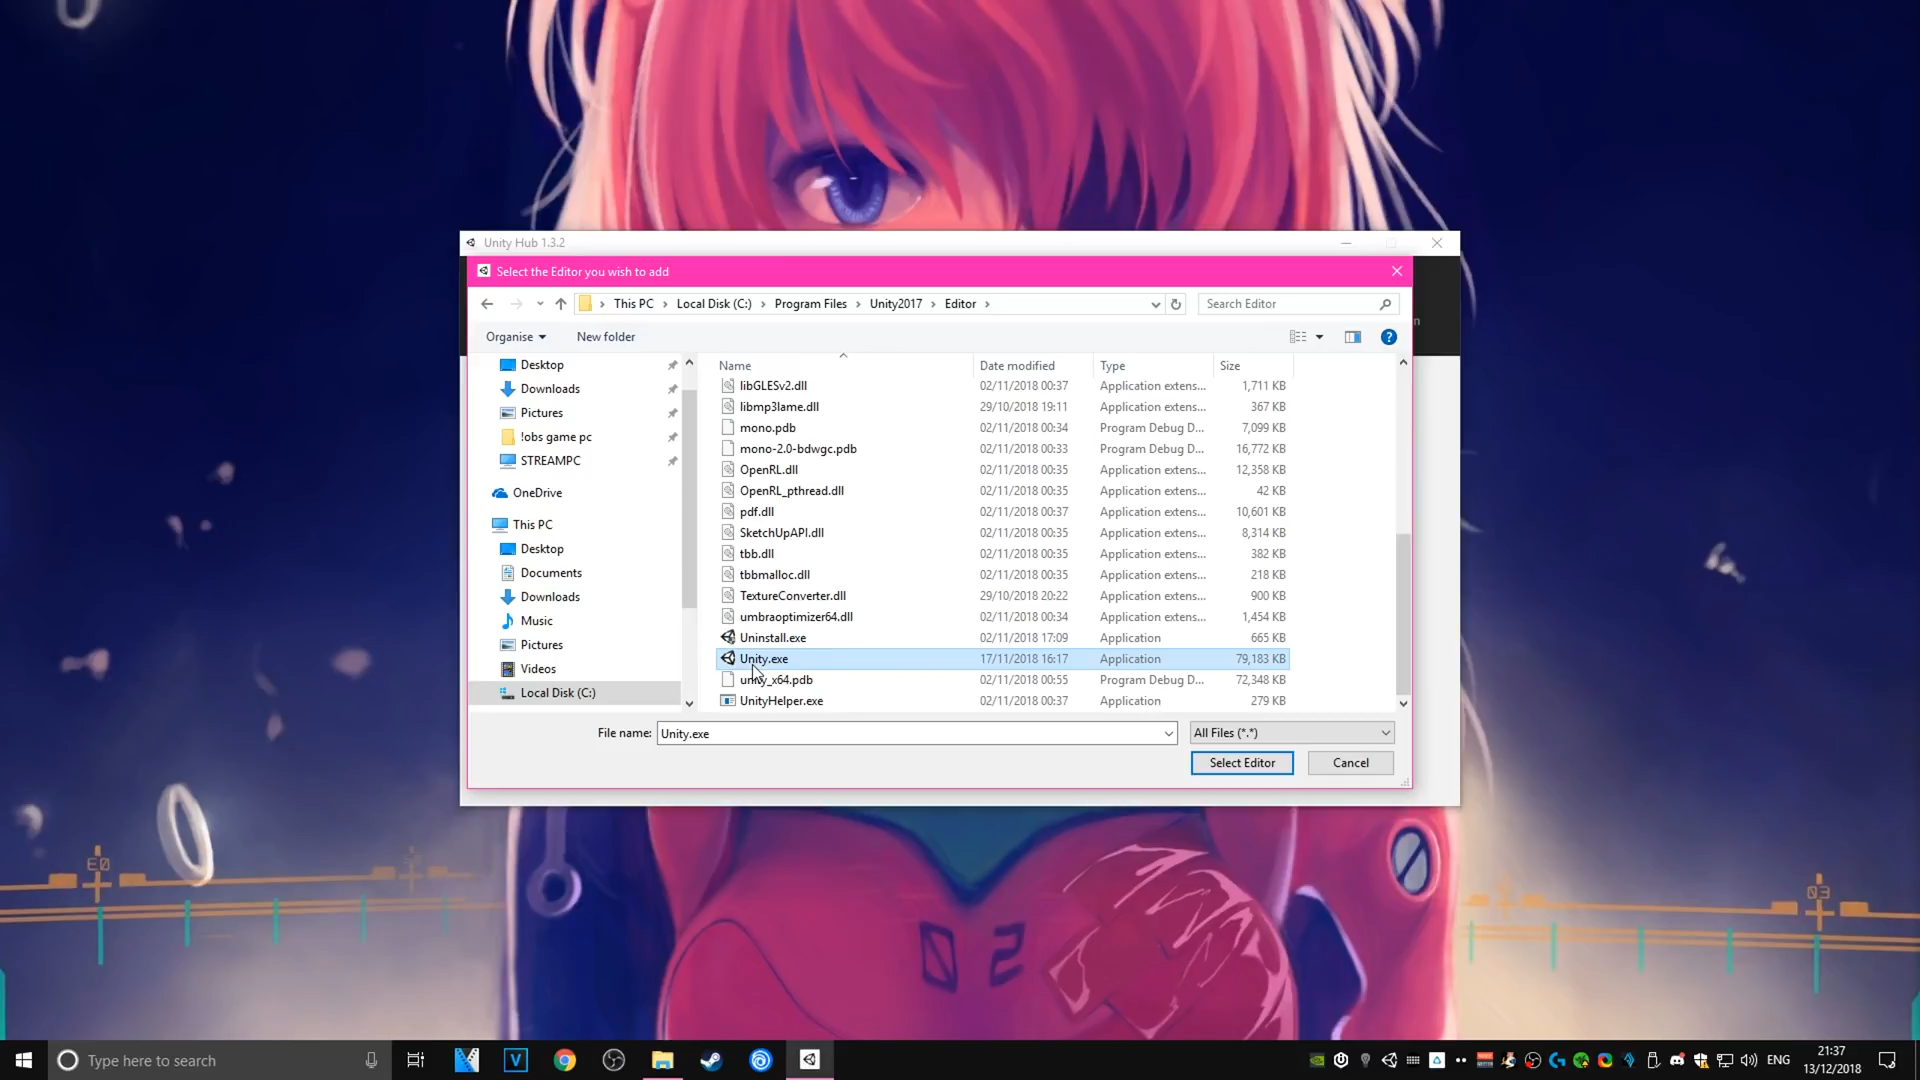 Unity Hub 1.3.2
Select the Editor you wish to add
This PC > Local Disk (C:) > Program Files > Unity2017 > Editor >
Search Editor
Organise
New folder
Name
Date modified
Type
Size
Desktop
Downloads
Pictures
!obs game pc
STREAMPC
OneDrive
This PC
Desktop
Documents
Downloads
Music
Pictures
Videos
Local Disk (C:)
libGLESv2.dll 02/11/2018 00:37 Application extens... 1,711 KB
libmp3lame.dll 29/10/2018 19:11 Application extens... 367 KB
mono.pdb 02/11/2018 00:34 Program Debug D... 7,099 KB
mono-2.0-bdwgc.pdb 02/11/2018 00:33 Program Debug D... 16,772 KB
OpenRL.dll 02/11/2018 00:35 Application extens... 12,358 KB
OpenRL_pthread.dll 02/11/2018 00:35 Application extens... 42 KB
pdf.dll 02/11/2018 00:37 Application extens... 10,601 KB
SketchUpAPI.dll 02/11/2018 00:35 Application extens... 8,314 KB
tbb.dll 02/11/2018 00:35 Application extens... 382 KB
tbbmalloc.dll 02/11/2018 00:35 Application extens... 218 KB
TextureConverter.dll 29/10/2018 20:22 Application extens... 900 KB
umbraoptimizer64.dll 02/11/2018 00:34 Application extens... 1,454 KB
Uninstall.exe 02/11/2018 17:09 Application 665 KB
Unity.exe 17/11/2018 16:17 Application 79,183 KB
unity_x64.pdb 02/11/2018 00:55 Program Debug D... 72,348 KB
UnityHelper.exe 02/11/2018 00:37 Application 279 KB
File name: Unity.exe
All Files (*.*)
Select Editor
Cancel
E0
03
02
Type here to search
ENG
21:37
13/12/2018